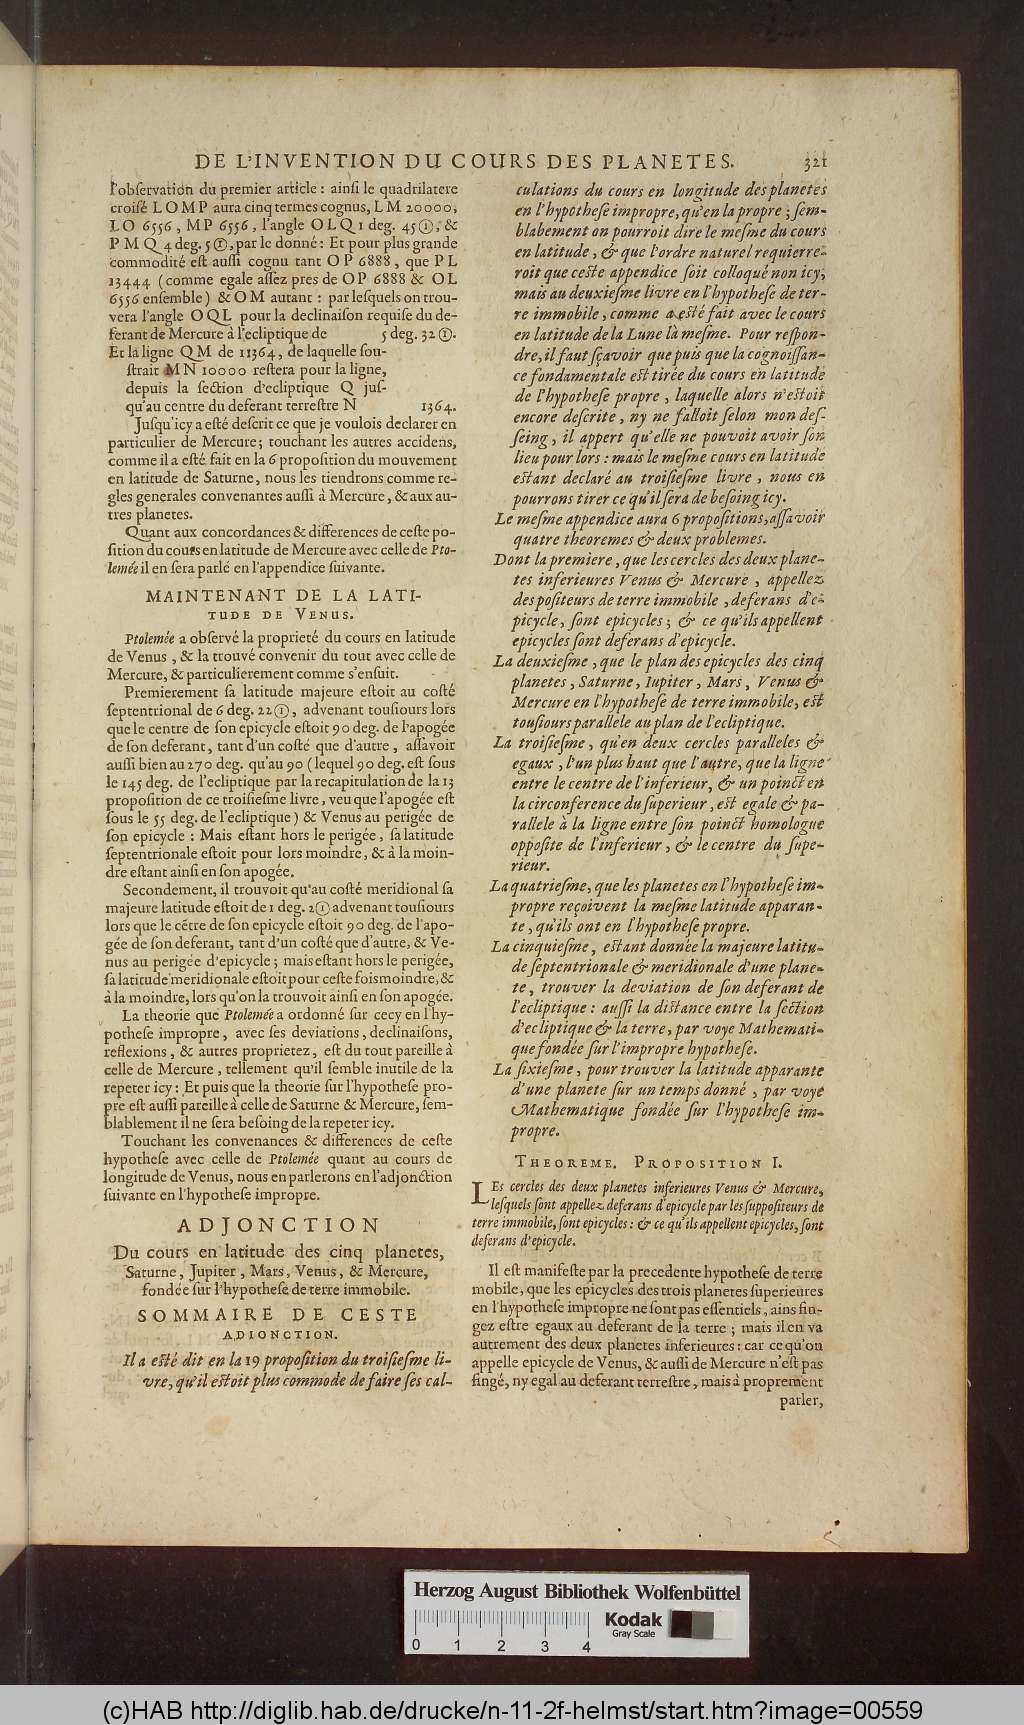 DE L'INVENTION DU COURS DES PLANETES. 321
l'observation du premier article: ainsi le quadrilatere
croisé LOMP aura cinq termes cognus, LM 20000,
LO 6556, MP 6556, l'angle OLQ 1 deg. 45 ①, &
PMQ 4 deg. 5 ①, par le donné: Et pour plus grande
commodité est aussi cognu tant OP 6888, que PL
13444 (comme egale assez pres de OP 6888 & OL
6556 ensemble) & OM autant: par lesquels on trou-
vera l'angle OQL pour la declinaison requise du de-
ferant de Mercure à l'ecliptique de 5 deg. 32 ①.
Et la ligne QM de 11364, de laquelle sou-
strait MN 10000 restera pour la ligne,
depuis la section d'ecliptique Q jus-
qu'au centre du deferant terrestre N 1364.
Jusqu'icy a esté descrit ce que je voulois declarer en
particulier de Mercure; touchant les autres accidens,
comme il a esté fait en la 6 proposition du mouvement
en latitude de Saturne, nous les tiendrons comme re-
gles generales convenantes aussi à Mercure, & aux au-
tres planetes.
Quant aux concordances & differences de ceste po-
sition du cours en latitude de Mercure avec celle de Pto-
lemée il en sera parlé en l'appendice suivante.
MAINTENANT DE LA LATI-
TUDE DE VENUS.
Ptolemée a observé la proprieté du cours en latitude
de Venus, & la trouvé convenir du tout avec celle de
Mercure, & particulierement comme s'ensuit.
Premierement sa latitude majeure estoit au costé
septentrional de 6 deg. 22 ①, advenant tousiours lors
que le centre de son epicycle estoit 90 deg. de l'apogée
de son deferant, tant d'un costé que d'autre, assavoir
aussi bien au 270 deg. qu'au 90 (lequel 90 deg. est sous
le 145 deg. de l'ecliptique par la recapitulation de la 13
proposition de ce troisiesme livre, veu que l'apogée est
sous le 55 deg. de l'ecliptique) & Venus au perigée de
son epicycle: Mais estant hors le perigée, sa latitude
septentrionale estoit pour lors moindre, & à la moin-
dre estant ainsi en son apogée.
Secondement, il trouvoit qu'au costé meridional sa
majeure latitude estoit de 1 deg. 2 ① advenant tousiours
lors que le cẽtre de son epicycle estoit 90 deg. de l'apo-
gée de son deferant, tant d'un costé que d'autre, & Ve-
nus au perigée d'epicycle; mais estant hors le perigée,
sa latitude meridionale estoit pour ceste fois moindre, &
à la moindre, lors qu'on la trouvoit ainsi en son apogée.
La theorie que Ptolemée a ordonné sur cecy en l'hy-
pothese impropre, avec ses deviations, declinaisons,
reflexions, & autres proprietez, est du tout pareille à
celle de Mercure, tellement qu'il semble inutile de la
repeter icy: Et puis que la theorie sur l'hypothese pro-
pre est aussi pareille à celle de Saturne & Mercure, sem-
blablement il ne sera besoing de la repeter icy.
Touchant les convenances & differences de ceste
hypothese avec celle de Ptolemée quant au cours de
longitude de Venus, nous en parlerons en l'adjonction
suivante en l'hypothese impropre.
ADJONCTION
Du cours en latitude des cinq planetes,
Saturne, Jupiter, Mars, Venus, & Mercure,
fondée sur l'hypothese de terre immobile.
SOMMAIRE DE CESTE
ADIONCTION.
Il a esté dit en la 19 proposition du troisiesme li-
vre, qu'il estoit plus commode de faire ses cal-
culations du cours en longitude des planetes
en l'hypothese impropre, qu'en la propre; sem-
blabement on pourroit dire le mesme du cours
en latitude, & que l'ordre naturel requierre-
roit que ceste appendice soit colloqué non icy,
mais au deuxiesme livre en l'hypothese de ter-
re immobile, comme a esté fait avec le cours
en latitude de la Lune là mesme. Pour respon-
dre, il faut sçavoir que puis que la cognoissan-
ce fondamentale est tirée du cours en latitude
de l'hypothese propre, laquelle alors n'estoit
encore descrite, ny ne falloit selon mon des-
seing, il appert qu'elle ne pouvoit avoir son
lieu pour lors: mais le mesme cours en latitude
estant declaré au troisiesme livre, nous en
pourrons tirer ce qu'il sera de besoing icy.
Le mesme appendice aura 6 propositions, assavoir
quatre theoremes & deux problemes.
Dont la premiere, que les cercles des deux plane-
tes inferieures Venus & Mercure, appellez
des positeurs de terre immobile, deferans d'e-
picycle, sont epicycles; & ce qu'ils appellent
epicycles sont deferans d'epicycle.
La deuxiesme, que le plan des epicycles des cinq
planetes, Saturne, Iupiter, Mars, Venus &
Mercure en l'hypothese de terre immobile, est
tousiours parallele au plan de l'ecliptique.
La troisiesme, qu'en deux cercles paralleles &
egaux, l'un plus haut que l'autre, que la ligne
entre le centre de l'inferieur, & un poinct en
la circonference du superieur, est egale & pa-
rallele à la ligne entre son poinct homologue
opposite de l'inferieur, & le centre du supe-
rieur.
La quatriesme, que les planetes en l'hypothese im-
propre reçoivent la mesme latitude apparan-
te, qu'ils ont en l'hypothese propre.
La cinquiesme, estant donnée la majeure latitu-
de septentrionale & meridionale d'une plane-
te, trouver la deviation de son deferant de
l'ecliptique: aussi la distance entre la section
d'ecliptique & la terre, par voye Mathemati-
que fondée sur l'impropre hypothese.
La sixiesme, pour trouver la latitude apparante
d'une planete sur un temps donné, par voye
Mathematique fondée sur l'hypothese im-
propre.
THEOREME. PROPOSITION I.
LEs cercles des deux planetes inferieures Venus & Mercure,
lesquels sont appellez deferans d'epicycle par les suppositeurs de
terre immobile, sont epicycles: & ce qu'ils appellent epicycles, sont
deferans d'epicycle.
Il est manifeste par la precedente hypothese de terre
mobile, que les epicycles des trois planetes superieures
en l'hypothese impropre ne sont pas essentiels, ains sin-
gez estre egaux au deferant de la terre; mais il en va
autrement des deux planetes inferieures: car ce qu'on
appelle epicycle de Venus, & aussi de Mercure n'est pas
singé, ny egal au deferant terrestre, mais à proprement
parler,
Herzog August Bibliothek Wolfenbüttel
0 1 2 3 4
Kodak
Gray Scale
(c)HAB http://diglib.hab.de/drucke/n-11-2f-helmst/start.htm?image=00559